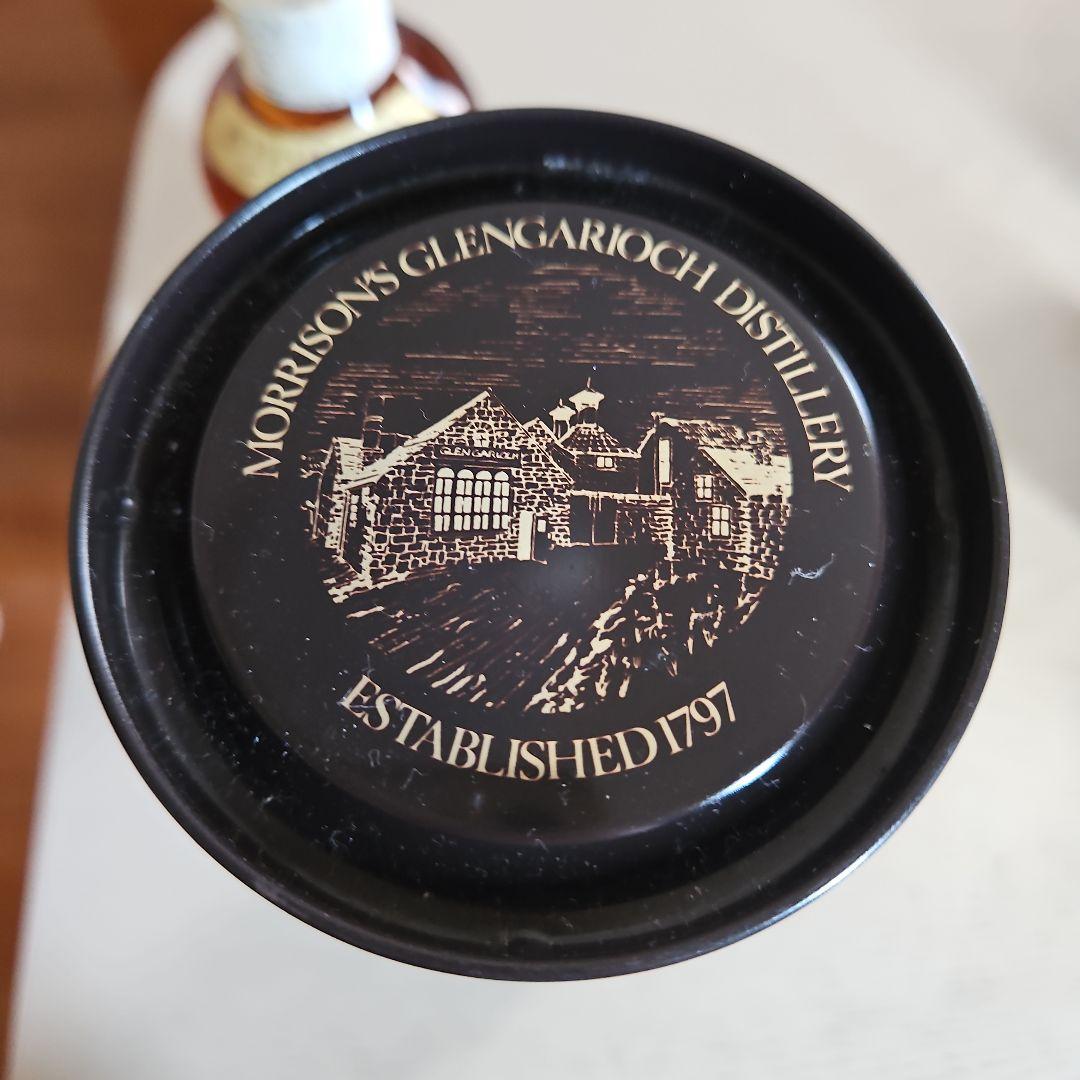 MORRISON'S GLENGARIOCH DISTILLERY
GLEN GARIOCH
ESTABLISHED 1797